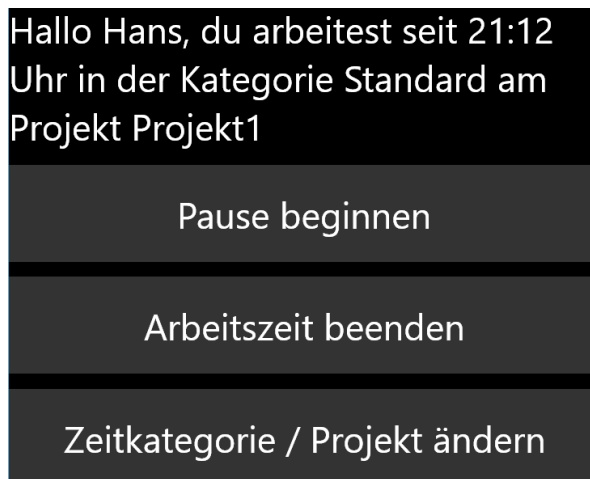 Hallo Hans, du arbeitest seit 21:12
Uhr in der Kategorie Standard am
Projekt Projekt1
Pause beginnen
Arbeitszeit beenden
Zeitkategorie / Projekt ändern